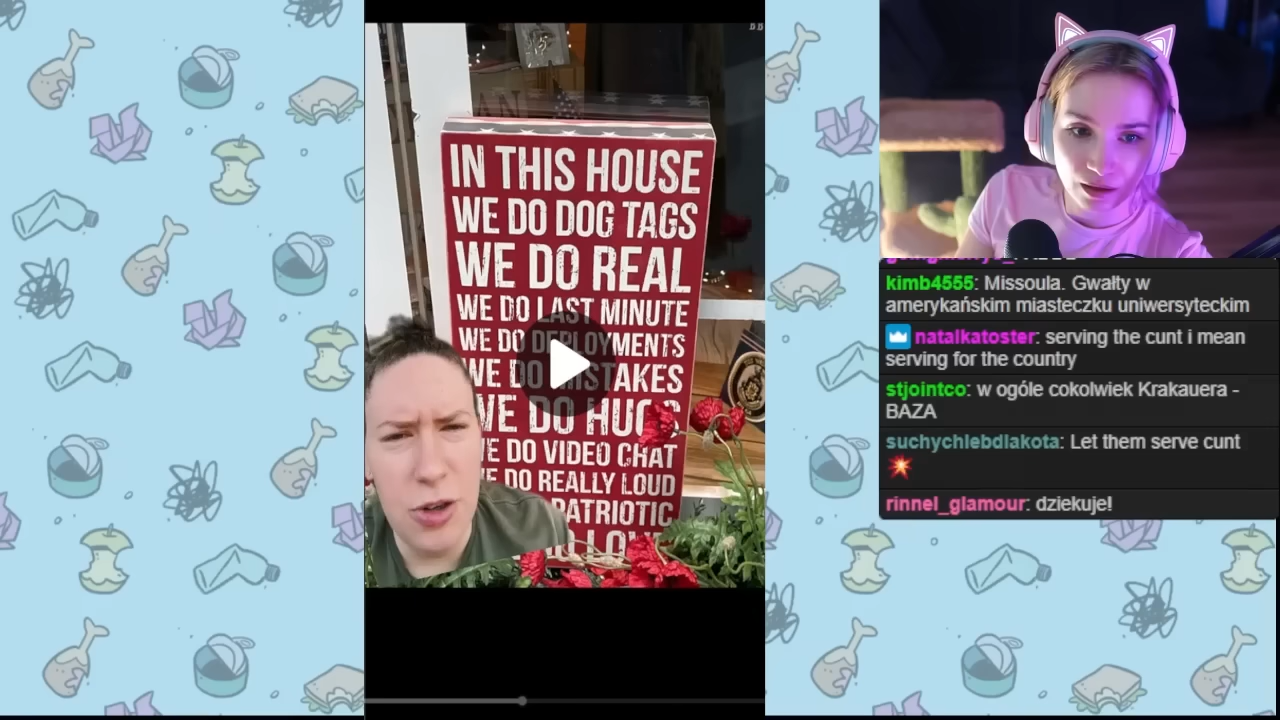 IN THIS HOUSE
WE DO DOG TAGS
WE DO REAL
WE DO LAST MINUTE
WE DO DEPLOYMENTS
WE DO MISTAKES
WE DO HUGS
WE DO VIDEO CHAT
WE DO REALLY LOUD
PATRIOTIC
kimb4555: Missoula. Gwałty w
amerykańskim miasteczku uniwersyteckim
natalkatoster: serving the cunt i mean
serving for the country
stjointco: w ogóle cokolwiek Krakauera -
BAZA
suchychlebdlakota: Let them serve cunt
rinnel_glamour: dziekuje!